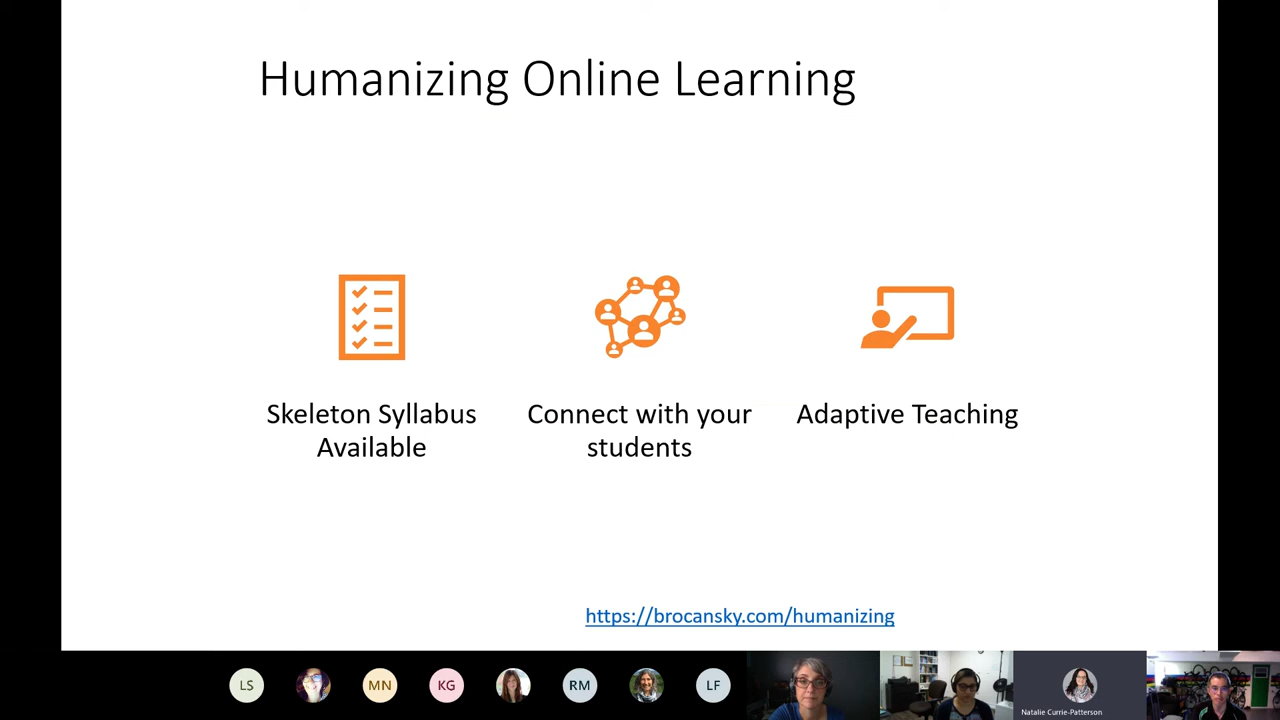 Humanizing Online Learning
Skeleton Syllabus
Available
Connect with your
students
Adaptive Teaching
https://brocansky.com/humanizing
LS
MN
KG
RM
LF
Natalie Currie-Patterson